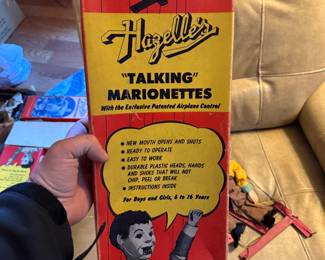 Hazelle's
"TALKING"
MARIONETTES
With the Exclusive Patented Airplane Control
• NEW MOUTH OPENS AND SHUTS
• READY TO OPERATE
• EASY TO WORK
• DURABLE PLASTIC HEADS, HANDS
AND SHOES THAT WILL NOT
CHIP, PEEL OR BREAK
• INSTRUCTIONS INSIDE
For Boys and Girls, 6 to 16 Years